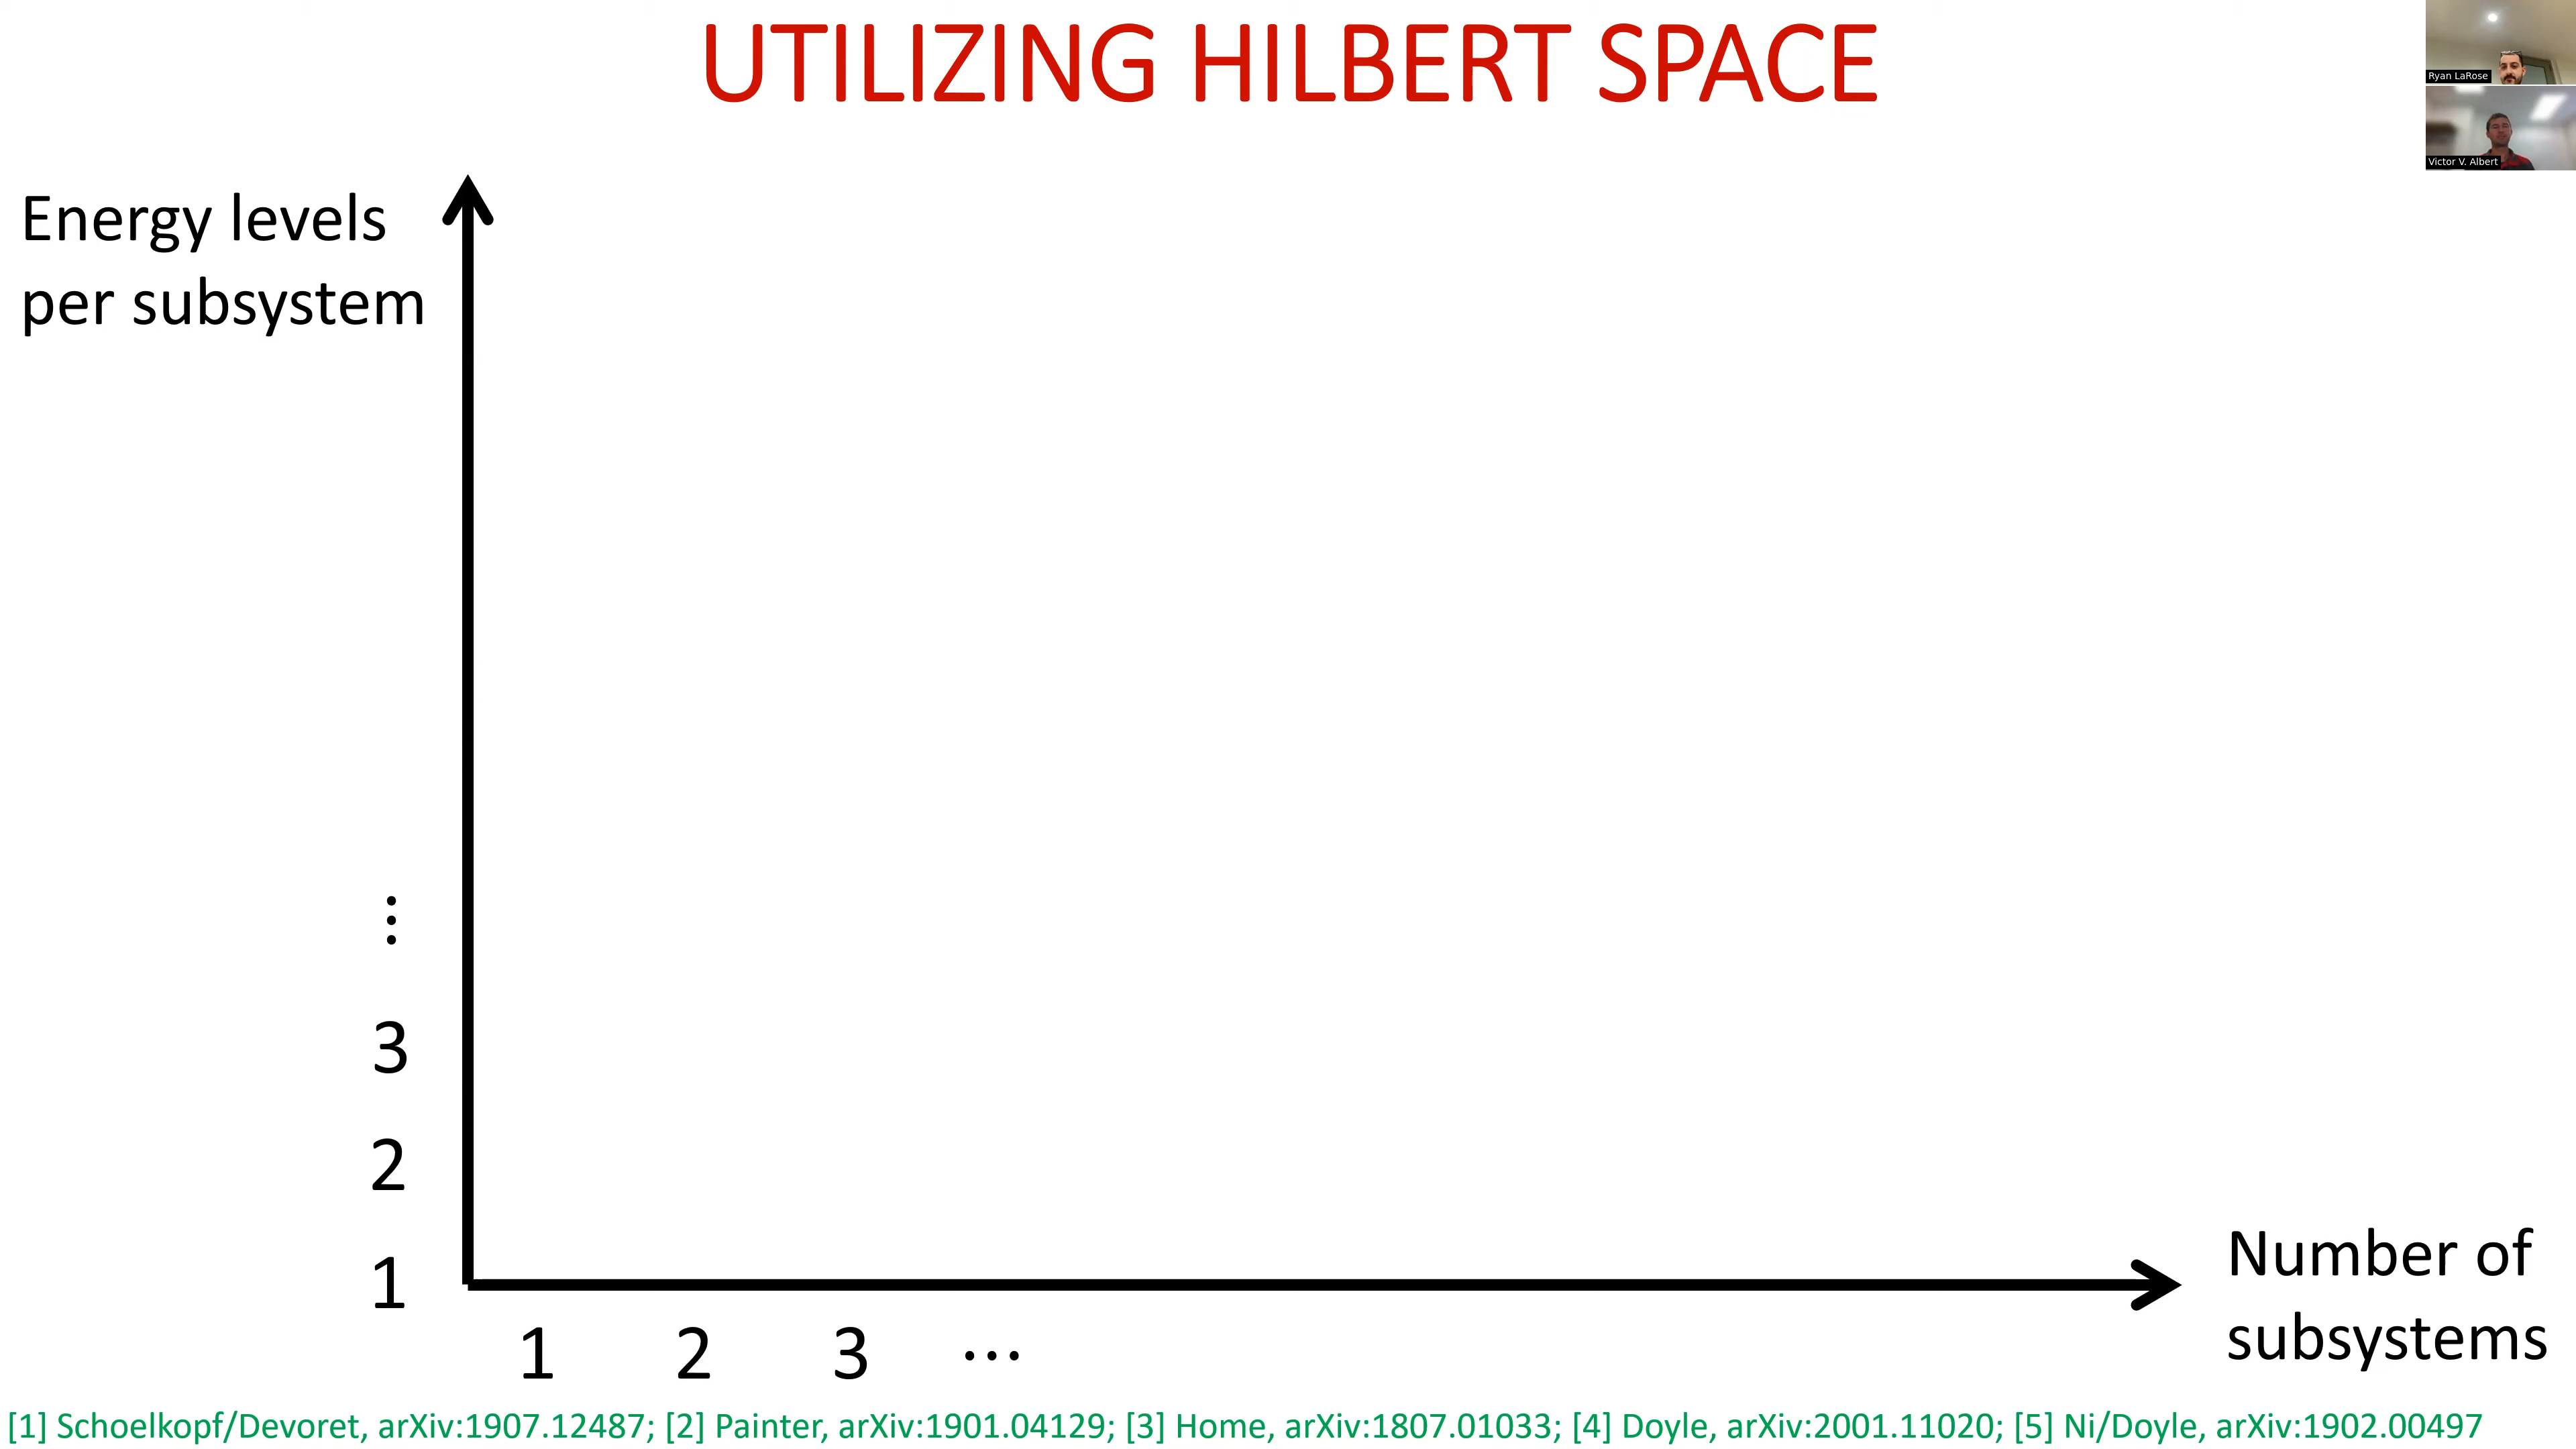 UTILIZING HILBERT SPACE
Ryan LaRose
Victor V. Albert
Energy levels
per subsystem
⋮
3
2
1
1 2 3 ⋯
Number of
subsystems
[1] Schoelkopf/Devoret, arXiv:1907.12487; [2] Painter, arXiv:1901.04129; [3] Home, arXiv:1807.01033; [4] Doyle, arXiv:2001.11020; [5] Ni/Doyle, arXiv:1902.00497